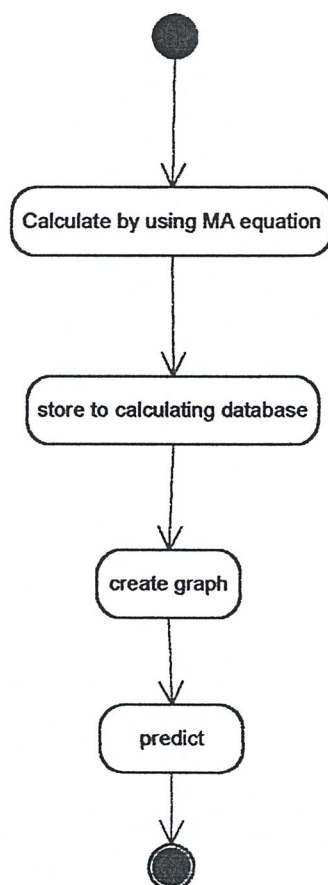 Calculate by using MA equation
store to calculating database
create graph
predict